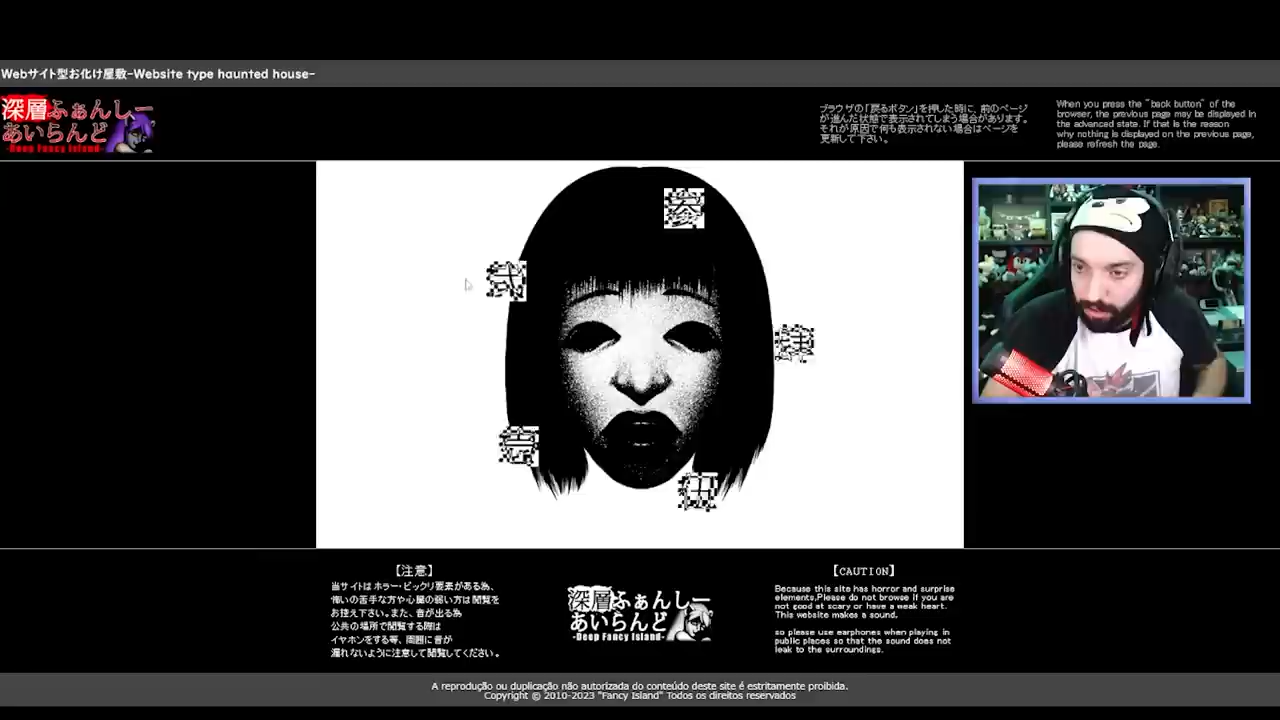 Webサイト型お化け屋敷-Website type haunted house-
深層ふぁんしー
あいらんど
-Deep Fancy Island-
ブラウザの「戻るボタン」を押した時に、前のページ
が進んだ状態で表示されてしまう場合があります。
それが原因で何も表示されない場合はページを
更新して下さい。
When you press the "back button" of the
browser, the previous page may be displayed in
the advanced state. If that is the reason
why nothing is displayed on the previous page,
please refresh the page.
参
弐
肆
壱
伍
【注意】
当サイトはホラー・ビックリ要素がある為、
怖いの苦手な方や心臓の弱い方は閲覧を
お控え下さい。また、音が出る為
公共の場所で閲覧する際は
イヤホンをする等、周囲に音が
漏れないように注意して閲覧してください。
深層ふぁんしー
あいらんど
-Deep Fancy Island-
【CAUTION】
Because this site has horror and surprise
elements,Please do not browse if you are
not good at scary or have a weak heart.
This website makes a sound.
so please use earphones when playing in
public places so that the sound does not
leak to the surroundings.
A reprodução ou duplicação não autorizada do conteúdo deste site é estritamente proibida.
Copyright © 2010-2023 "Fancy Island" Todos os direitos reservados